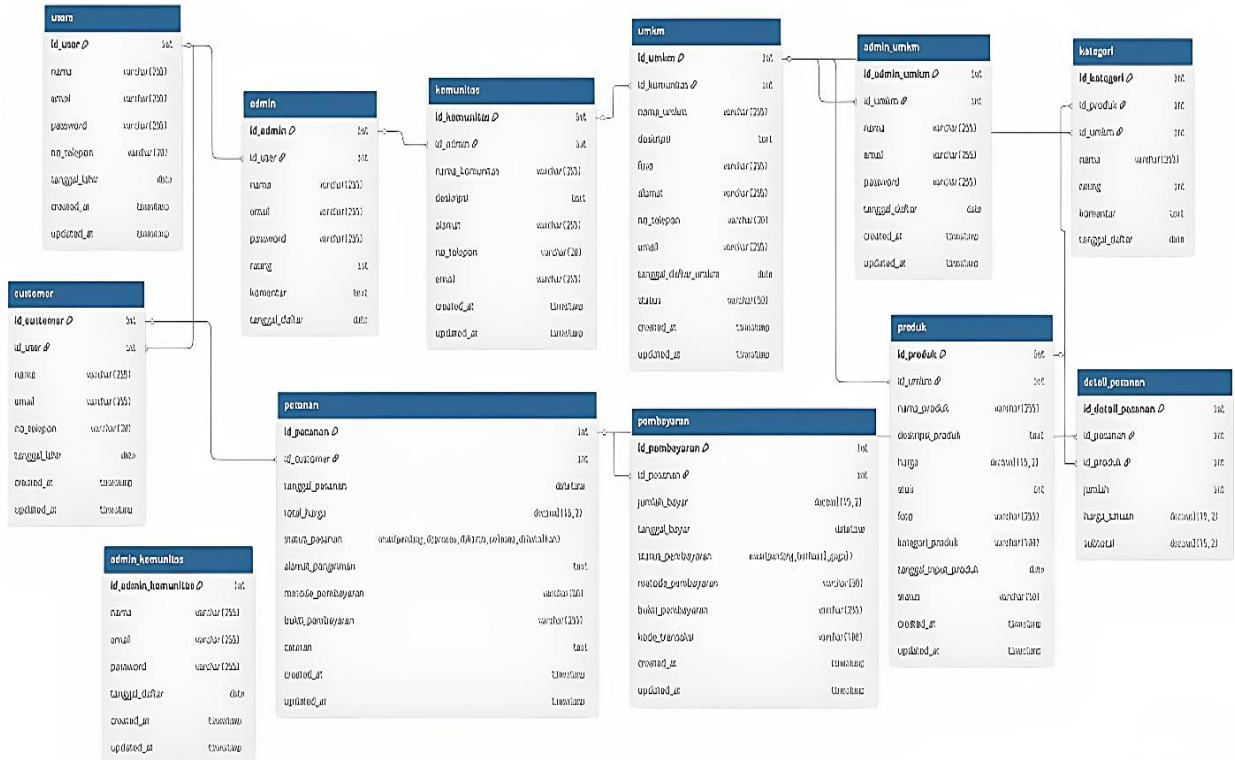 users
id_user int
nama varchar(255)
email varchar(255)
password varchar(255)
no_telepon varchar(20)
tanggal_lahir date
created_at timestamp
updated_at timestamp
admin
id_admin int
id_user int
nama varchar(255)
email varchar(255)
password varchar(255)
rating int
komentar text
tanggal_daftar date
komunitas
id_komunitas int
id_admin int
nama_komunitas varchar(255)
deskripsi text
alamat varchar(255)
no_telepon varchar(20)
email varchar(255)
created_at timestamp
updated_at timestamp
umkm
id_umkm int
id_komunitas int
nama_umkm varchar(255)
deskripsi text
foto varchar(255)
alamat varchar(255)
no_telepon varchar(20)
email varchar(255)
tanggal_daftar_umkm date
status varchar(50)
created_at timestamp
updated_at timestamp
admin_umkm
id_admin_umkm int
id_umkm int
nama varchar(255)
email varchar(255)
password varchar(255)
tanggal_daftar date
created_at timestamp
updated_at timestamp
kategori
id_kategori int
id_produk int
id_umkm int
nama varchar(255)
rating int
komentar text
tanggal_daftar date
customer
id_customer int
id_user int
nama varchar(255)
email varchar(255)
no_telepon varchar(20)
tanggal_lahir date
created_at timestamp
updated_at timestamp
pesanan
id_pesanan int
id_customer int
tanggal_pesanan datetime
total_harga decimal(15,2)
status_pesanan
alamat_pengiriman text
metode_pembayaran varchar(50)
bukti_pembayaran varchar(255)
catatan text
created_at timestamp
updated_at timestamp
pembayaran
id_pembayaran int
id_pesanan int
jumlah_bayar decimal(15,2)
tanggal_bayar datetime
status_pembayaran
metode_pembayaran varchar(50)
bukti_pembayaran varchar(255)
kode_transaksi varchar(100)
created_at timestamp
updated_at timestamp
produk
id_produk int
id_umkm int
nama_produk varchar(255)
deskripsi_produk text
harga decimal(15,2)
stok int
foto varchar(255)
kategori_produk varchar(100)
tanggal_input_produk date
status varchar(50)
created_at timestamp
updated_at timestamp
detail_pesanan
id_detail_pesanan int
id_pesanan int
id_produk int
jumlah int
harga_satuan decimal(15,2)
subtotal decimal(15,2)
admin_komunitas
id_admin_komunitas int
nama varchar(255)
email varchar(255)
password varchar(255)
tanggal_daftar date
created_at timestamp
updated_at timestamp